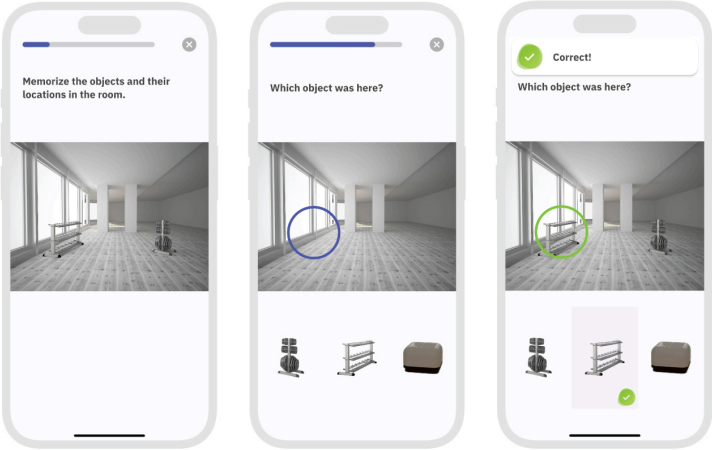 Memorize the objects and their
locations in the room.
Which object was here?
Correct!
Which object was here?